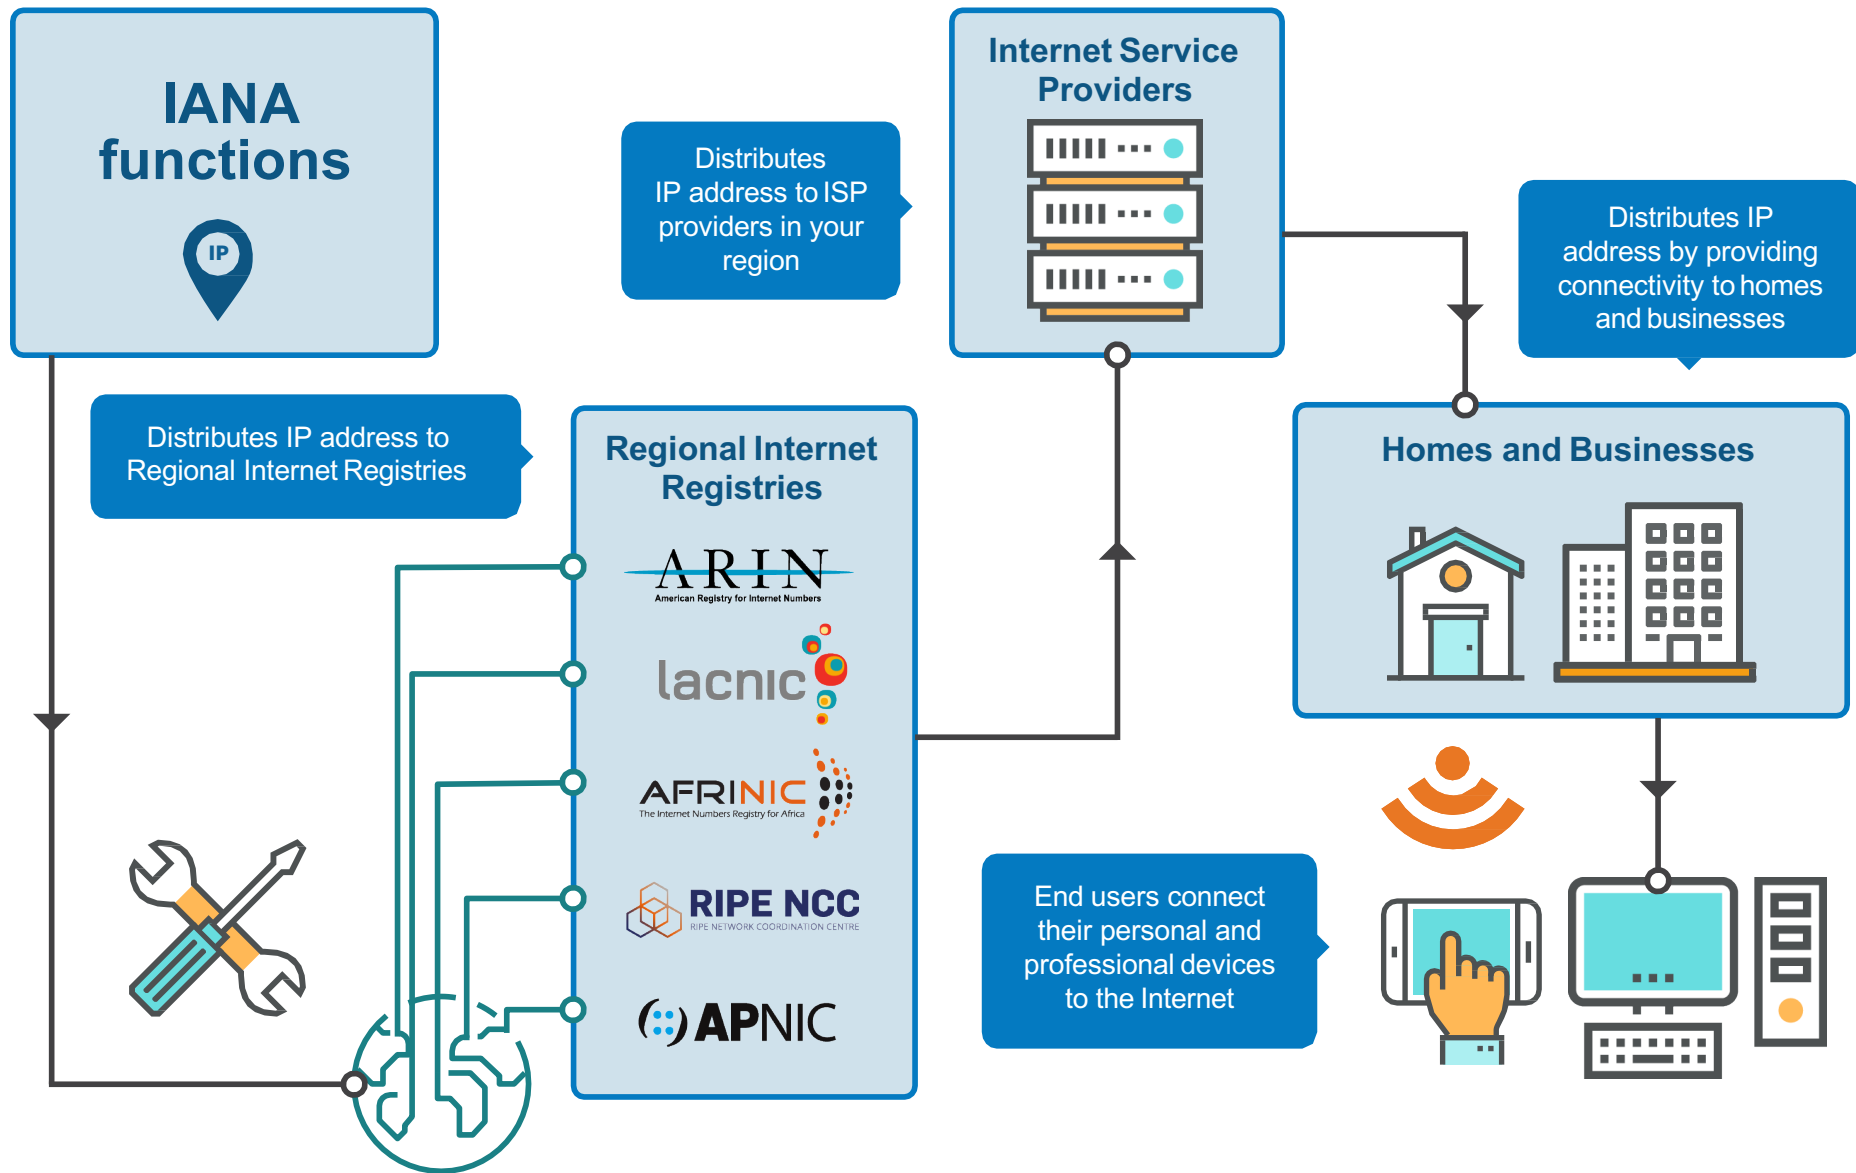 IANA
functions
IP
Distributes IP address to
Regional Internet Registries
Regional Internet
Registries
ARIN
American Registry for Internet Numbers
lacnic
AFRINIC
The Internet Numbers Registry for Africa
RIPE NCC
RIPE NETWORK COORDINATION CENTRE
APNIC
Distributes
IP address to ISP
providers in your
region
Internet Service
Providers
Distributes IP
address by providing
connectivity to homes
and businesses
Homes and Businesses
End users connect
their personal and
professional devices
to the Internet